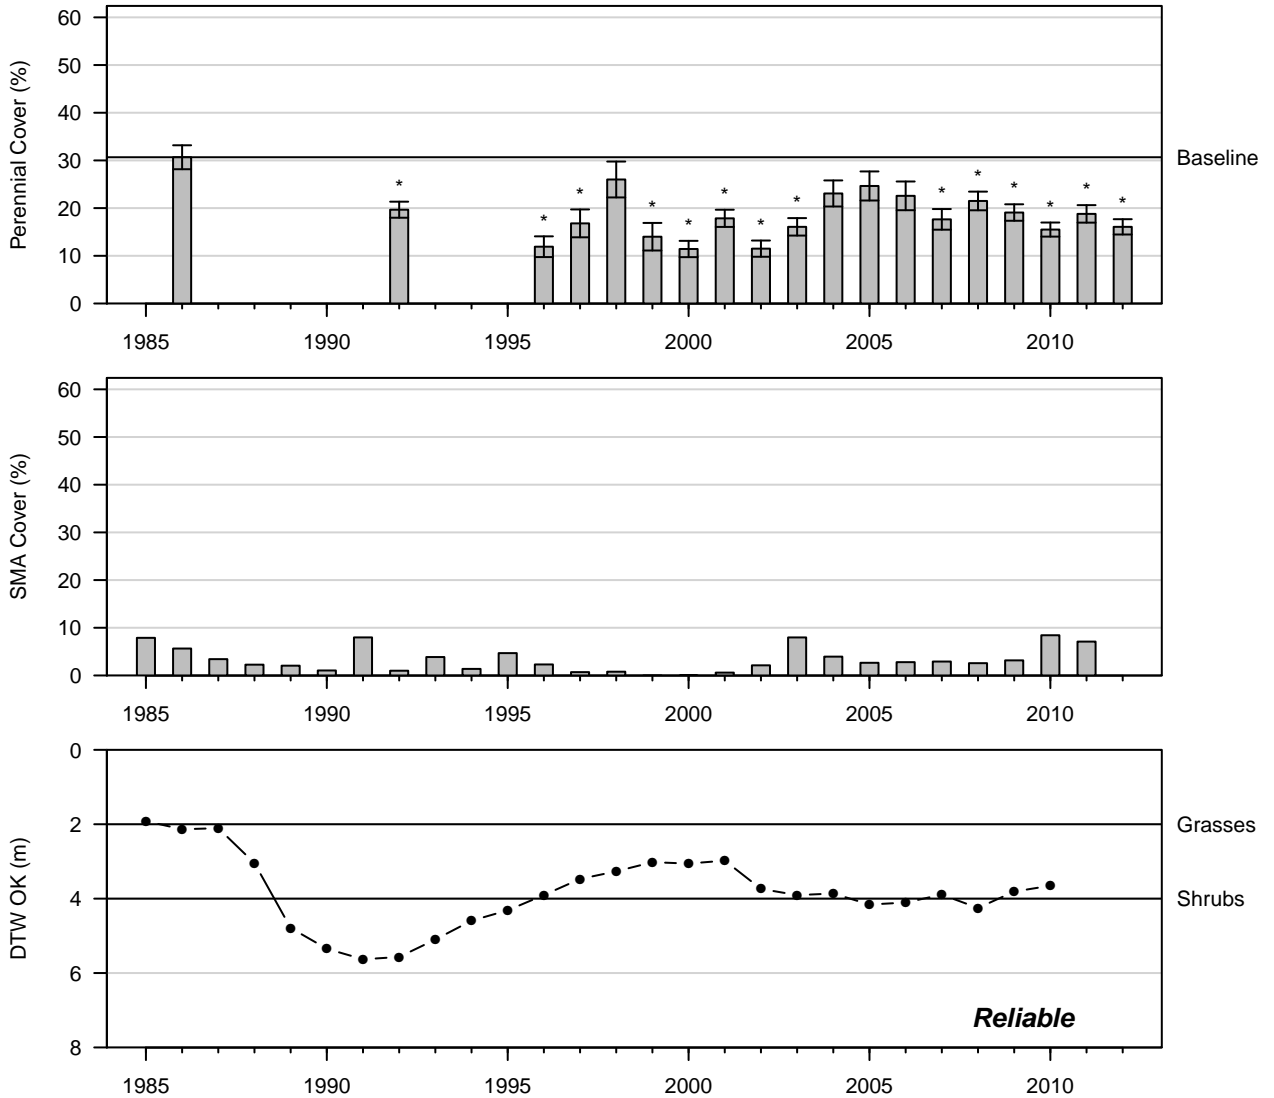 Perennial Cover (%)
60
50
40
30
20
10
0
Baseline
* * * * * * * * * * * * * *
1985 1990 1995 2000 2005 2010
SMA Cover (%)
60
50
40
30
20
10
0
1985 1990 1995 2000 2005 2010
DTW OK (m)
0
2
4
6
8
Grasses
Shrubs
Reliable
1985 1990 1995 2000 2005 2010